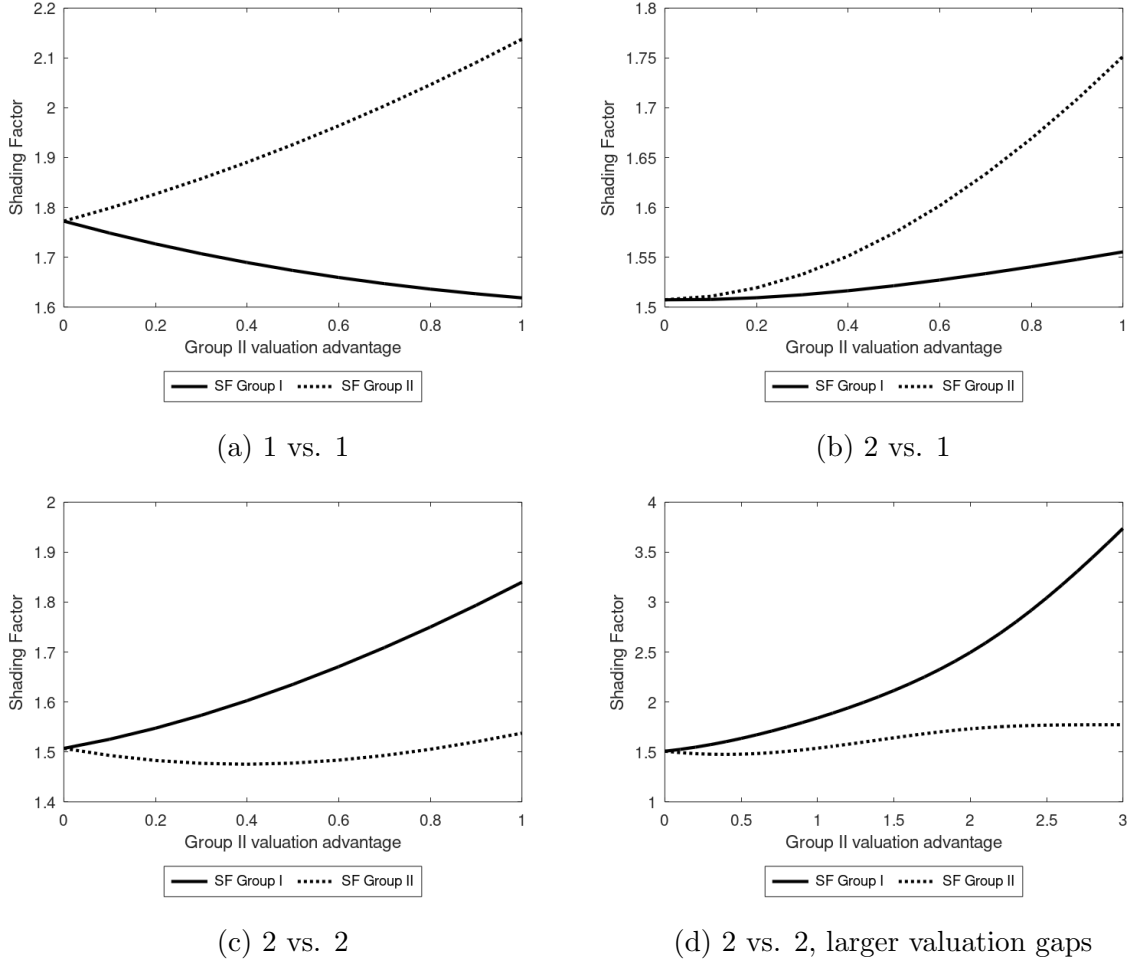 2.2
2.1
2
1.9
1.8
1.7
1.6
Shading Factor
0 0.2 0.4 0.6 0.8 1
Group II valuation advantage
SF Group I SF Group II
(a) 1 vs. 1
1.8
1.75
1.7
1.65
1.6
1.55
1.5
Shading Factor
0 0.2 0.4 0.6 0.8 1
Group II valuation advantage
SF Group I SF Group II
(b) 2 vs. 1
2
1.9
1.8
1.7
1.6
1.5
1.4
Shading Factor
0 0.2 0.4 0.6 0.8 1
Group II valuation advantage
SF Group I SF Group II
(c) 2 vs. 2
4
3.5
3
2.5
2
1.5
1
Shading Factor
0 0.5 1 1.5 2 2.5 3
Group II valuation advantage
SF Group I SF Group II
(d) 2 vs. 2, larger valuation gaps